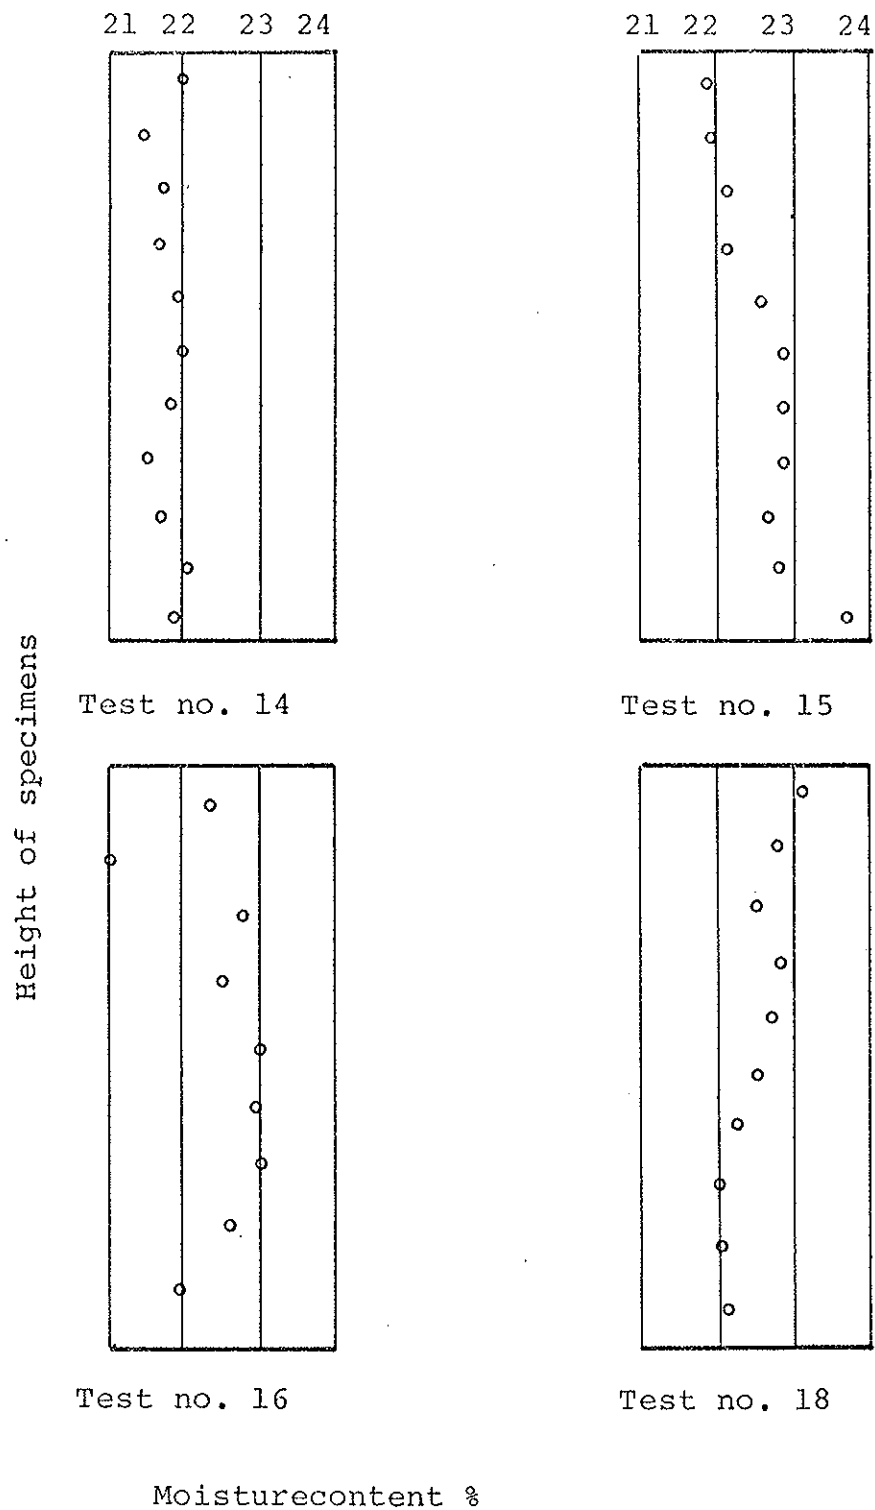 21 22 23 24
21 22 23 24
Height of specimens
Test no. 14
Test no. 15
Test no. 16
Test no. 18
Moisturecontent %